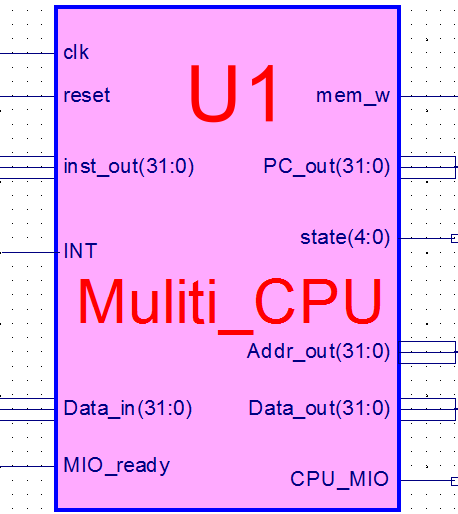 clk
U1
reset
mem_w
inst_out(31:0)
PC_out(31:0)
state(4:0)
INT
Muliti_CPU
Addr_out(31:0)
Data_in(31:0)
Data_out(31:0)
MIO_ready
CPU_MIO